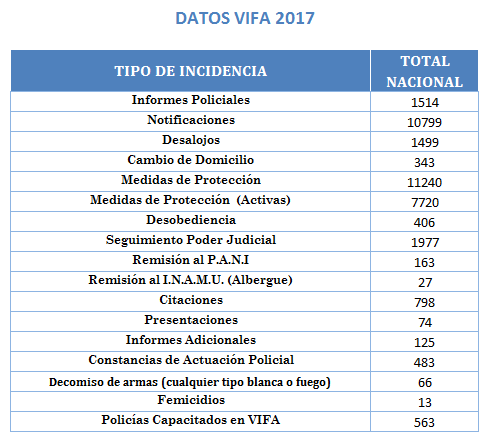 DATOS VIFA 2017
TIPO DE INCIDENCIA TOTAL NACIONAL
Informes Policiales 1514
Notificaciones 10799
Desalojos 1499
Cambio de Domicilio 343
Medidas de Protección 11240
Medidas de Protección (Activas) 7720
Desobediencia 406
Seguimiento Poder Judicial 1977
Remisión al P.A.N.I 163
Remisión al I.N.A.M.U. (Albergue) 27
Citaciones 798
Presentaciones 74
Informes Adicionales 125
Constancias de Actuación Policial 483
Decomiso de armas (cualquier tipo blanca o fuego) 66
Femicidios 13
Policías Capacitados en VIFA 563